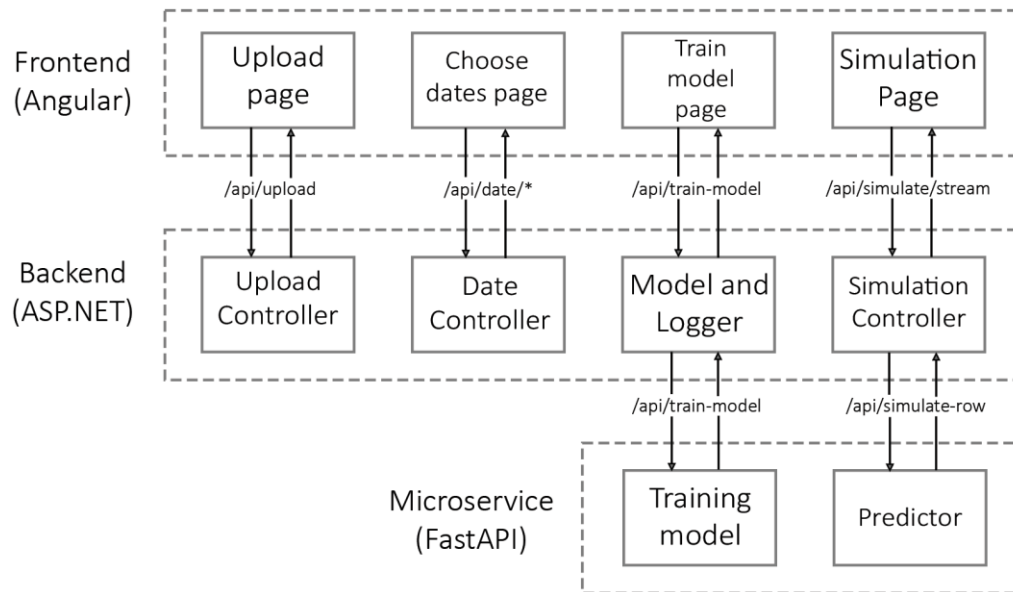 Frontend
(Angular)
Upload
page
Choose
dates page
Train
model
page
Simulation
Page
/api/upload
/api/date/*
/api/train-model
/api/simulate/stream
Backend
(ASP.NET)
Upload
Controller
Date
Controller
Model and
Logger
Simulation
Controller
/api/train-model
/api/simulate-row
Microservice
(FastAPI)
Training
model
Predictor